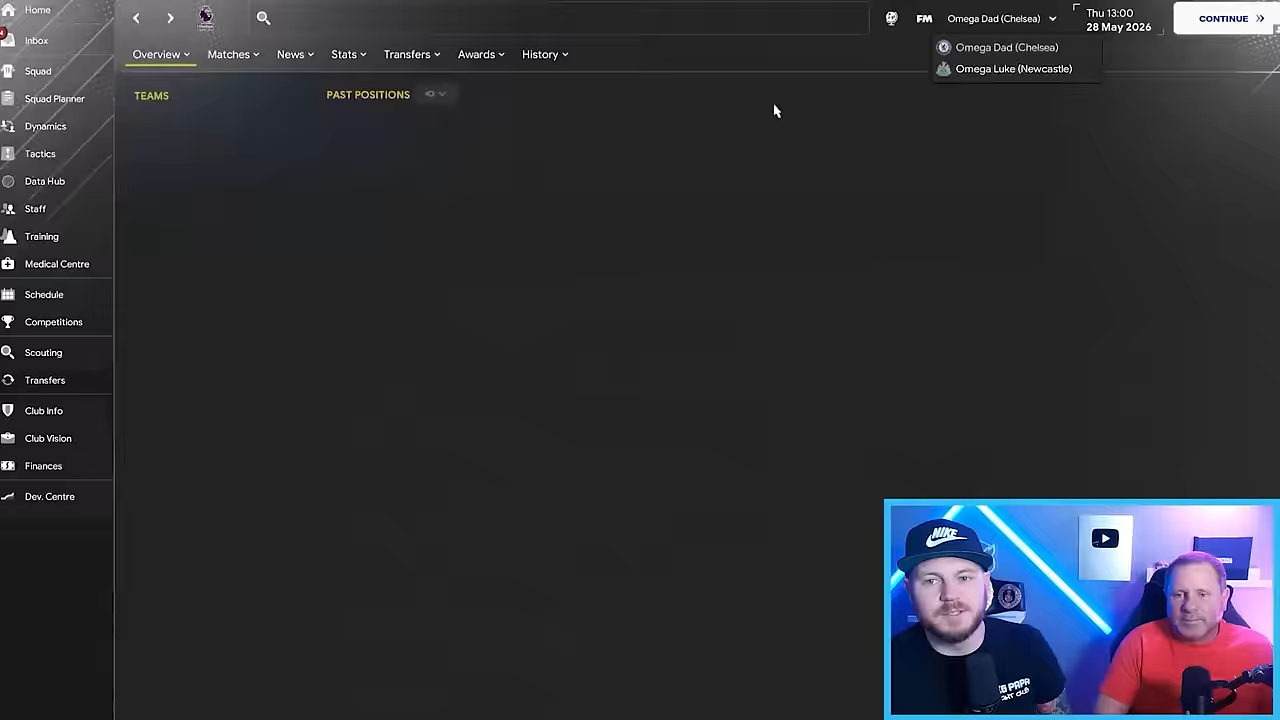 Home
Inbox
Squad
Squad Planner
Dynamics
Tactics
Data Hub
Staff
Training
Medical Centre
Schedule
Competitions
Scouting
Transfers
Club Info
Club Vision
Finances
Dev. Centre
FM
Omega Dad (Chelsea)
Thu 13:00
28 May 2026
CONTINUE
Omega Dad (Chelsea)
Omega Luke (Newcastle)
Overview
Matches
News
Stats
Transfers
Awards
History
TEAMS
PAST POSITIONS
NIKE
PAPA